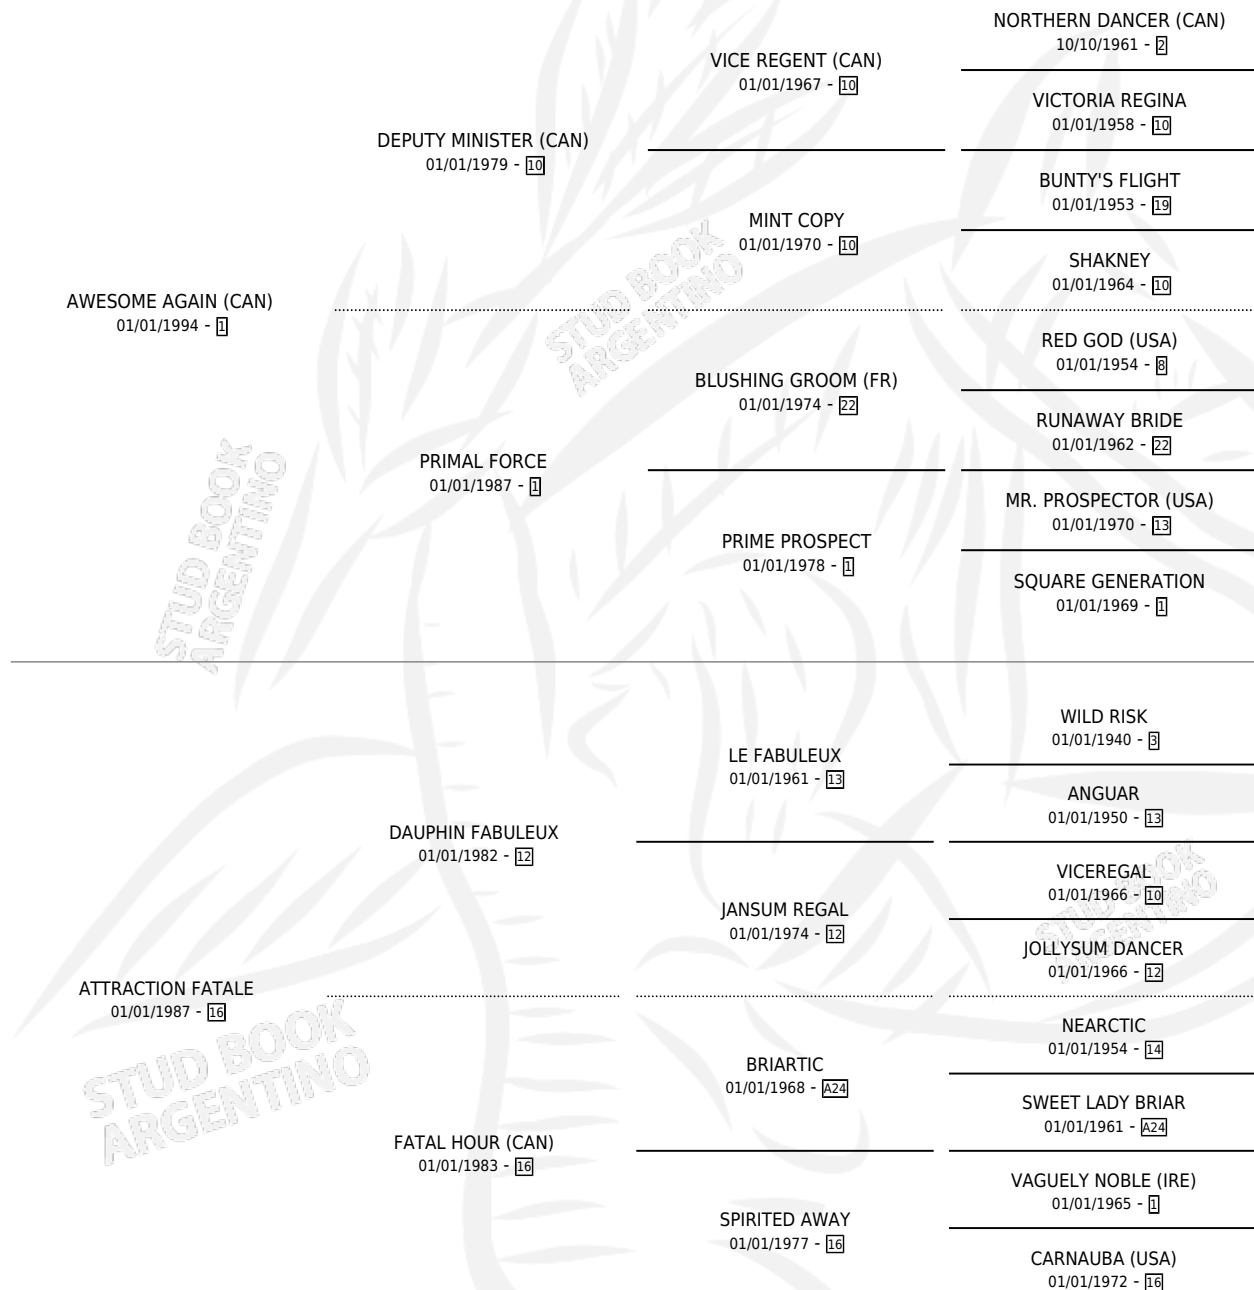 NORTHERN DANCER (CAN)
10/10/1961 - 2
VICE REGENT (CAN)
01/01/1967 - 10
VICTORIA REGINA
01/01/1958 - 10
DEPUTY MINISTER (CAN)
01/01/1979 - 10
BUNTY'S FLIGHT
01/01/1953 - 19
MINT COPY
01/01/1970 - 10
SHAKNEY
01/01/1964 - 10
AWESOME AGAIN (CAN)
01/01/1994 - 1
STUD BOOK
ARGENTINO
RED GOD (USA)
01/01/1954 - 8
BLUSHING GROOM (FR)
01/01/1974 - 22
RUNAWAY BRIDE
01/01/1962 - 22
PRIMAL FORCE
01/01/1987 - 1
MR. PROSPECTOR (USA)
01/01/1970 - 13
PRIME PROSPECT
01/01/1978 - 1
SQUARE GENERATION
01/01/1969 - 1
STUD BOOK
ARGENTINO
WILD RISK
01/01/1940 - 3
LE FABULEUX
01/01/1961 - 13
ANGUAR
01/01/1950 - 13
DAUPHIN FABULEUX
01/01/1982 - 12
VICEREGAL
01/01/1966 - 10
STUD BOOK
ARGENTINO
JANSUM REGAL
01/01/1974 - 12
JOLLYSUM DANCER
01/01/1966 - 12
ATTRACTION FATALE
01/01/1987 - 16
STUD BOOK
ARGENTINO
NEARCTIC
01/01/1954 - 14
BRIARTIC
01/01/1968 - A24
SWEET LADY BRIAR
01/01/1961 - A24
FATAL HOUR (CAN)
01/01/1983 - 16
VAGUELY NOBLE (IRE)
01/01/1965 - 1
SPIRITED AWAY
01/01/1977 - 16
CARNAUBA (USA)
01/01/1972 - 16